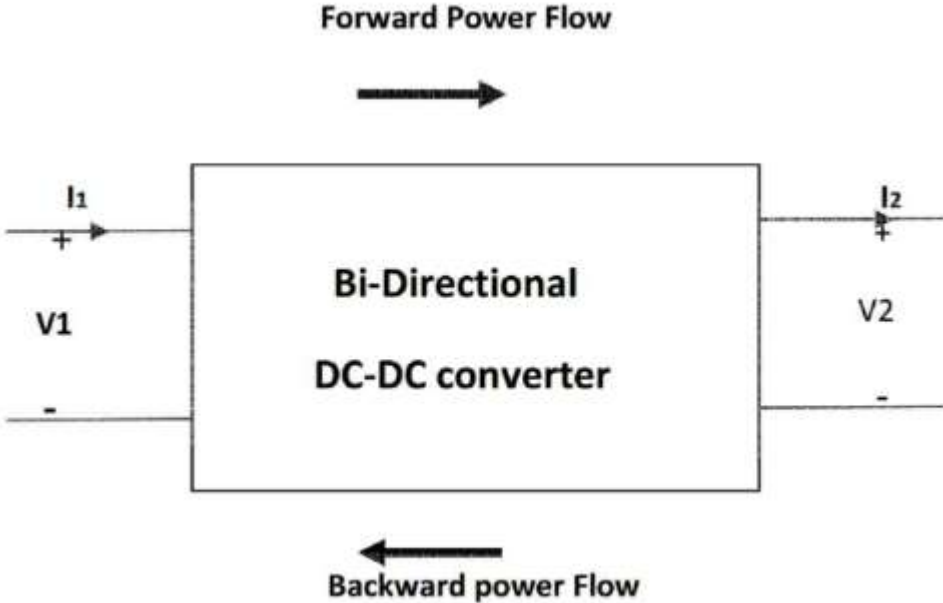 Forward Power Flow
I1
I2
+
+
Bi-Directional
V1
V2
DC-DC converter
-
-
Backward power Flow